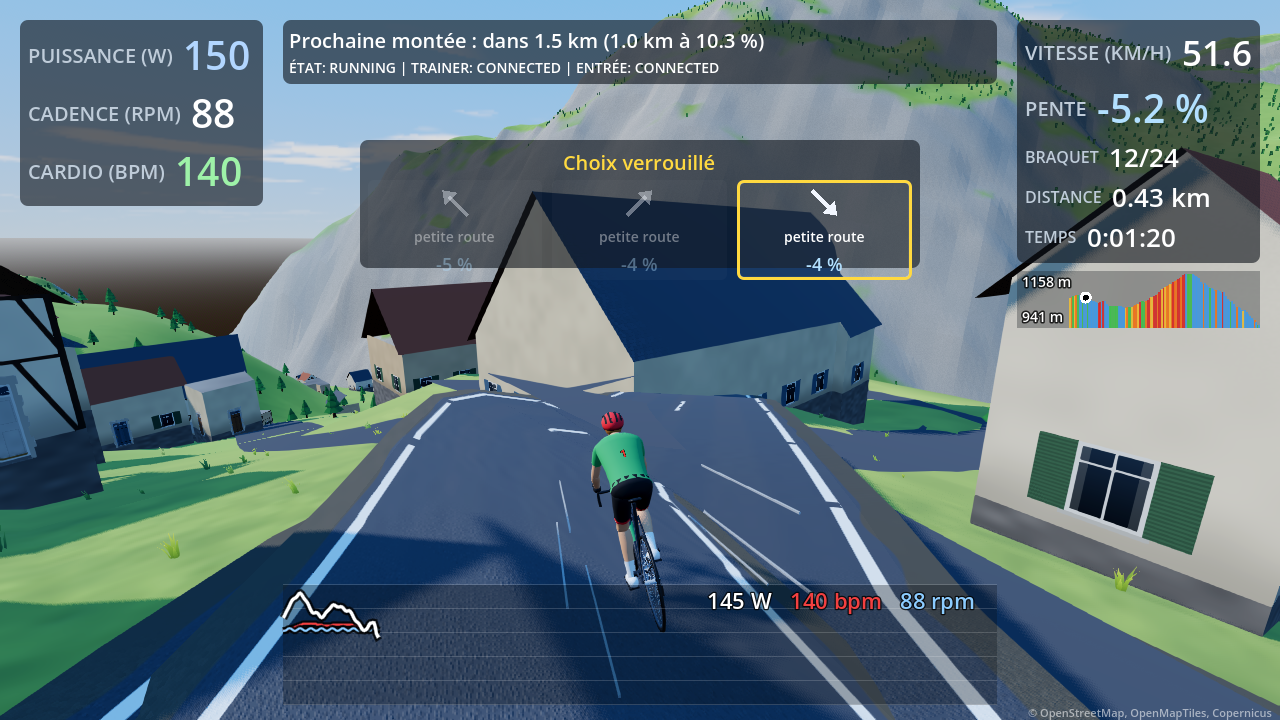 PUISSANCE (W) 150
CADENCE (RPM) 88
CARDIO (BPM) 140
Prochaine montée : dans 1.5 km (1.0 km à 10.3 %)
ÉTAT: RUNNING | TRAINER: CONNECTED | ENTRÉE: CONNECTED
VITESSE (KM/H) 51.6
PENTE -5.2 %
BRAQUET 12/24
DISTANCE 0.43 km
TEMPS 0:01:20
1158 m
941 m
Choix verrouillé
petite route petite route petite route
-5 % -4 % -4 %
145 W 140 bpm 88 rpm
© OpenStreetMap, OpenMapTiles, Copernicus